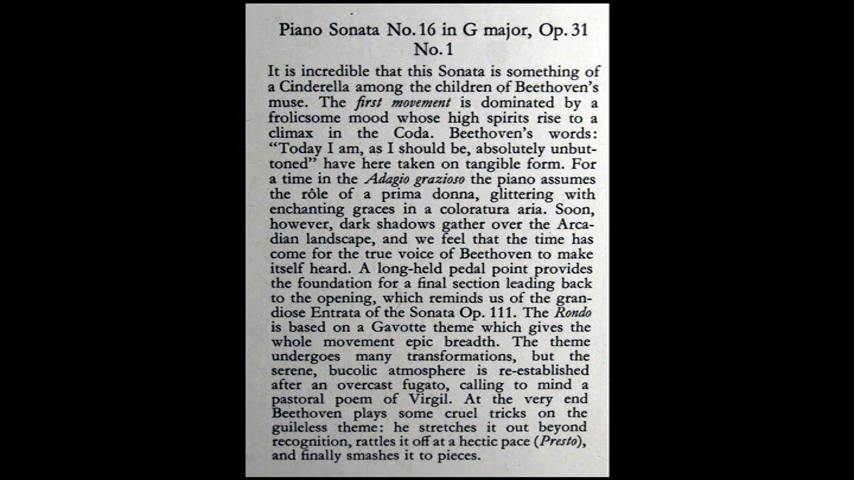 Piano Sonata No. 16 in G major, Op. 31
No. 1
It is incredible that this Sonata is something of
a Cinderella among the children of Beethoven's
muse. The first movement is dominated by a
frolicsome mood whose high spirits rise to a
climax in the Coda. Beethoven's words:
“Today I am, as I should be, absolutely unbut-
toned” have here taken on tangible form. For
a time in the Adagio grazioso the piano assumes
the rôle of a prima donna, glittering with
enchanting graces in a coloratura aria. Soon,
however, dark shadows gather over the Arca-
dian landscape, and we feel that the time has
come for the true voice of Beethoven to make
itself heard. A long-held pedal point provides
the foundation for a final section leading back
to the opening, which reminds us of the gran-
diose Entrata of the Sonata Op. 111. The Rondo
is based on a Gavotte theme which gives the
whole movement epic breadth. The theme
undergoes many transformations, but the
serene, bucolic atmosphere is re-established
after an overcast fugato, calling to mind a
pastoral poem of Virgil. At the very end
Beethoven plays some cruel tricks on the
guileless theme: he stretches it out beyond
recognition, rattles it off at a hectic pace (Presto),
and finally smashes it to pieces.